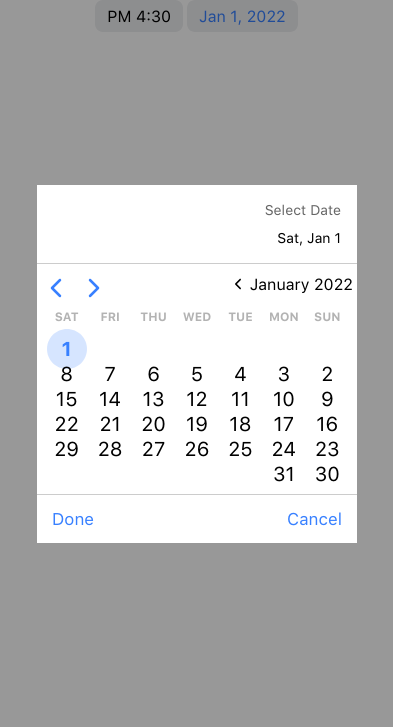 PM 4:30 Jan 1, 2022
Select Date
Sat, Jan 1
January 2022
SAT FRI THU WED TUE MON SUN
1
8 7 6 5 4 3 2
15 14 13 12 11 10 9
22 21 20 19 18 17 16
29 28 27 26 25 24 23
31 30
Done Cancel